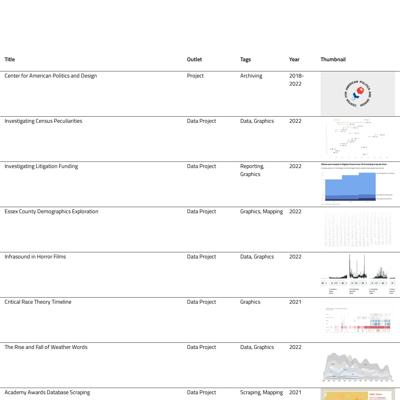 Title Outlet Tags Year Thumbnail
Center for American Politics and Design Project Archiving 2018-
2022
Investigating Census Peculiarities Data Project Data, Graphics 2022
Investigating Litigation Funding Data Project Reporting, 2022
Graphics
Essex County Demographics Exploration Data Project Graphics, Mapping 2022
Infrasound in Horror Films Data Project Data, Graphics 2022
Critical Race Theory Timeline Data Project Graphics 2021
The Rise and Fall of Weather Words Data Project Data, Graphics 2022
Academy Awards Database Scraping Data Project Scraping, Mapping 2021